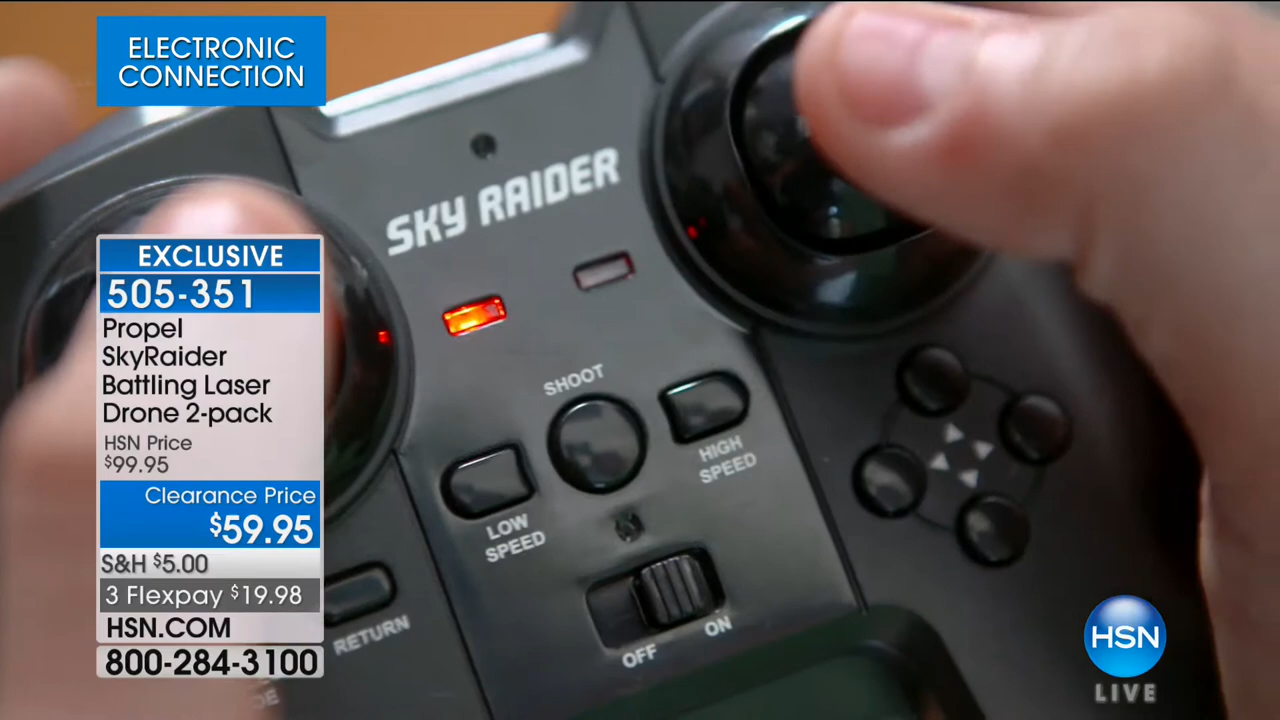 ELECTRONIC
CONNECTION
SKY RAIDER
EXCLUSIVE
505-351
Propel
SkyRaider
Battling Laser
Drone 2-pack
HSN Price
$99.95
Clearance Price
$59.95
S&H $5.00
3 Flexpay $19.98
HSN.COM
800-284-3100
SHOOT
HIGH
SPEED
LOW
SPEED
RETURN
ON
OFF
HSN
LIVE